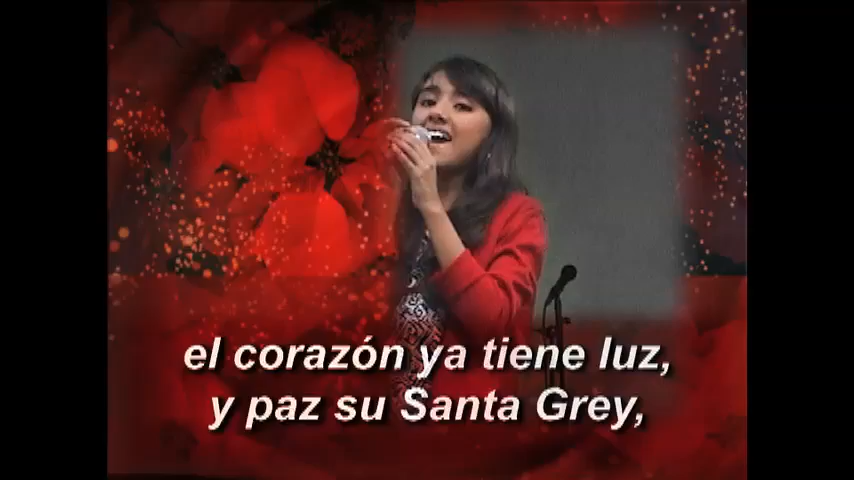 el corazón ya tiene luz,
y paz su Santa Grey,